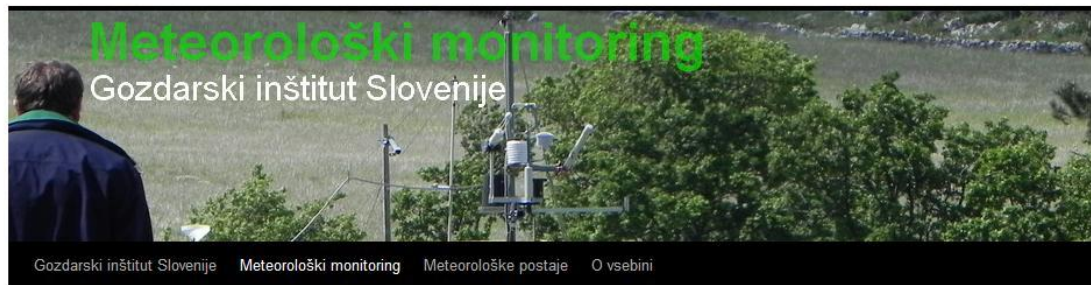 Meteorološki monitoring
Gozdarski inštitut Slovenije
Gozdarski inštitut Slovenije Meteorološki monitoring Meteorološke postaje O vsebini